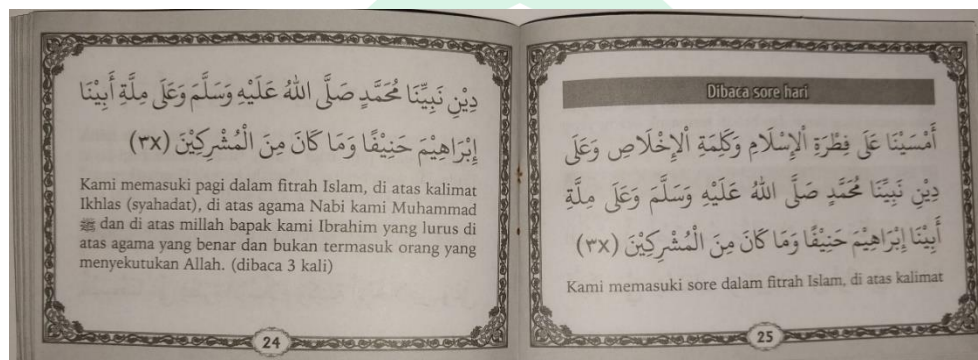 دِيْنِ نَبِيِّنَا مُحَمَّدٍ صَلَّى اللهُ عَلَيْهِ وَسَلَّمَ وَعَلَى مِلَّةِ أَبِيْنَا
إِبْرَاهِيْمَ حَنِيْفًا وَمَا كَانَ مِنَ الْمُشْرِكِيْنَ (٣x)
Kami memasuki pagi dalam fitrah Islam, di atas kalimat
Ikhlas (syahadat), di atas agama Nabi kami Muhammad
ﷺ dan di atas millah bapak kami Ibrahim yang lurus di
atas agama yang benar dan bukan termasuk orang yang
menyekutukan Allah. (dibaca 3 kali)
24
Dibaca sore hari
أَمْسَيْنَا عَلَى فِطْرَةِ اْلإِسْلَامِ وَكَلِمَةِ اْلإِخْلَاصِ وَعَلَى
دِيْنِ نَبِيِّنَا مُحَمَّدٍ صَلَّى اللهُ عَلَيْهِ وَسَلَّمَ وَعَلَى مِلَّةِ
أَبِيْنَا إِبْرَاهِيْمَ حَنِيْفًا وَمَا كَانَ مِنَ الْمُشْرِكِيْنَ (٣x)
Kami memasuki sore dalam fitrah Islam, di atas kalimat
25